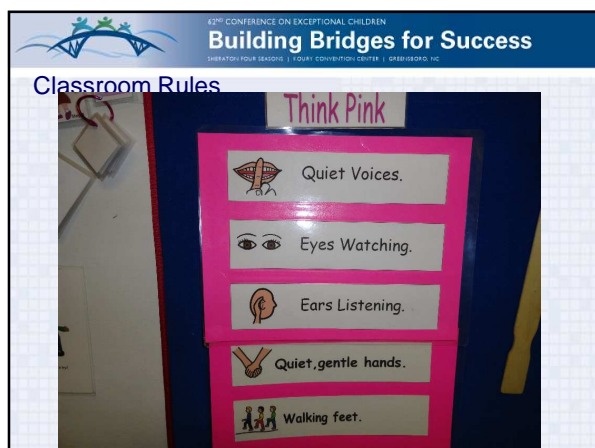 62ND CONFERENCE ON EXCEPTIONAL CHILDREN
Building Bridges for Success
SHERATON FOUR SEASONS | KOURY CONVENTION CENTER | GREENSBORO, NC
Classroom Rules
Think Pink
Quiet Voices.
Eyes Watching.
Ears Listening.
Quiet,gentle hands.
Walking feet.